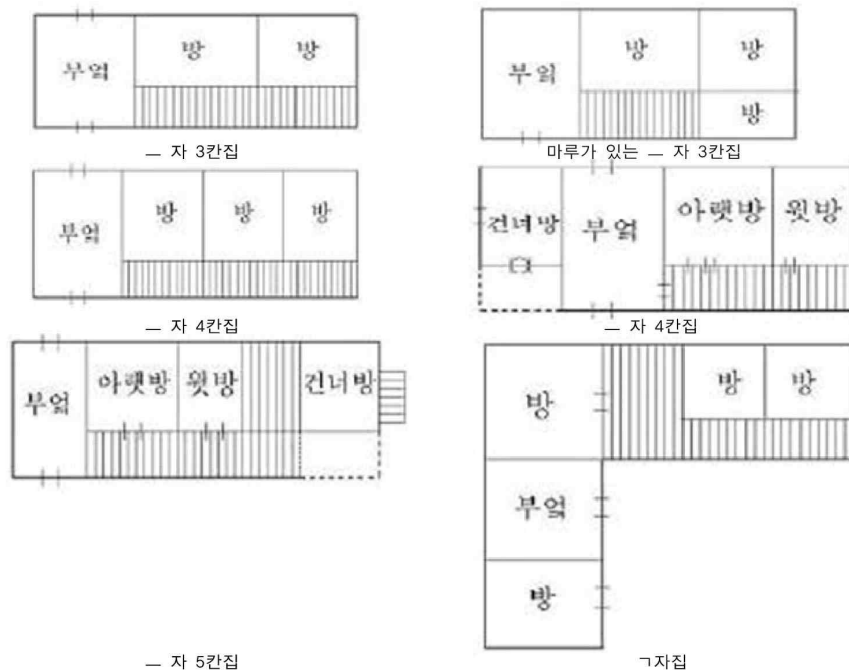 부엌 방 방
ㅡ 자 3칸집
부엌 방 방
방
마루가 있는 ㅡ 자 3칸집
부엌 방 방 방
ㅡ 자 4칸집
건너방 부엌 아랫방 윗방
ㅡ 자 4칸집
부엌 아랫방 윗방 건너방
ㅡ 자 5칸집
방 방 방
부엌
방
ㄱ자집